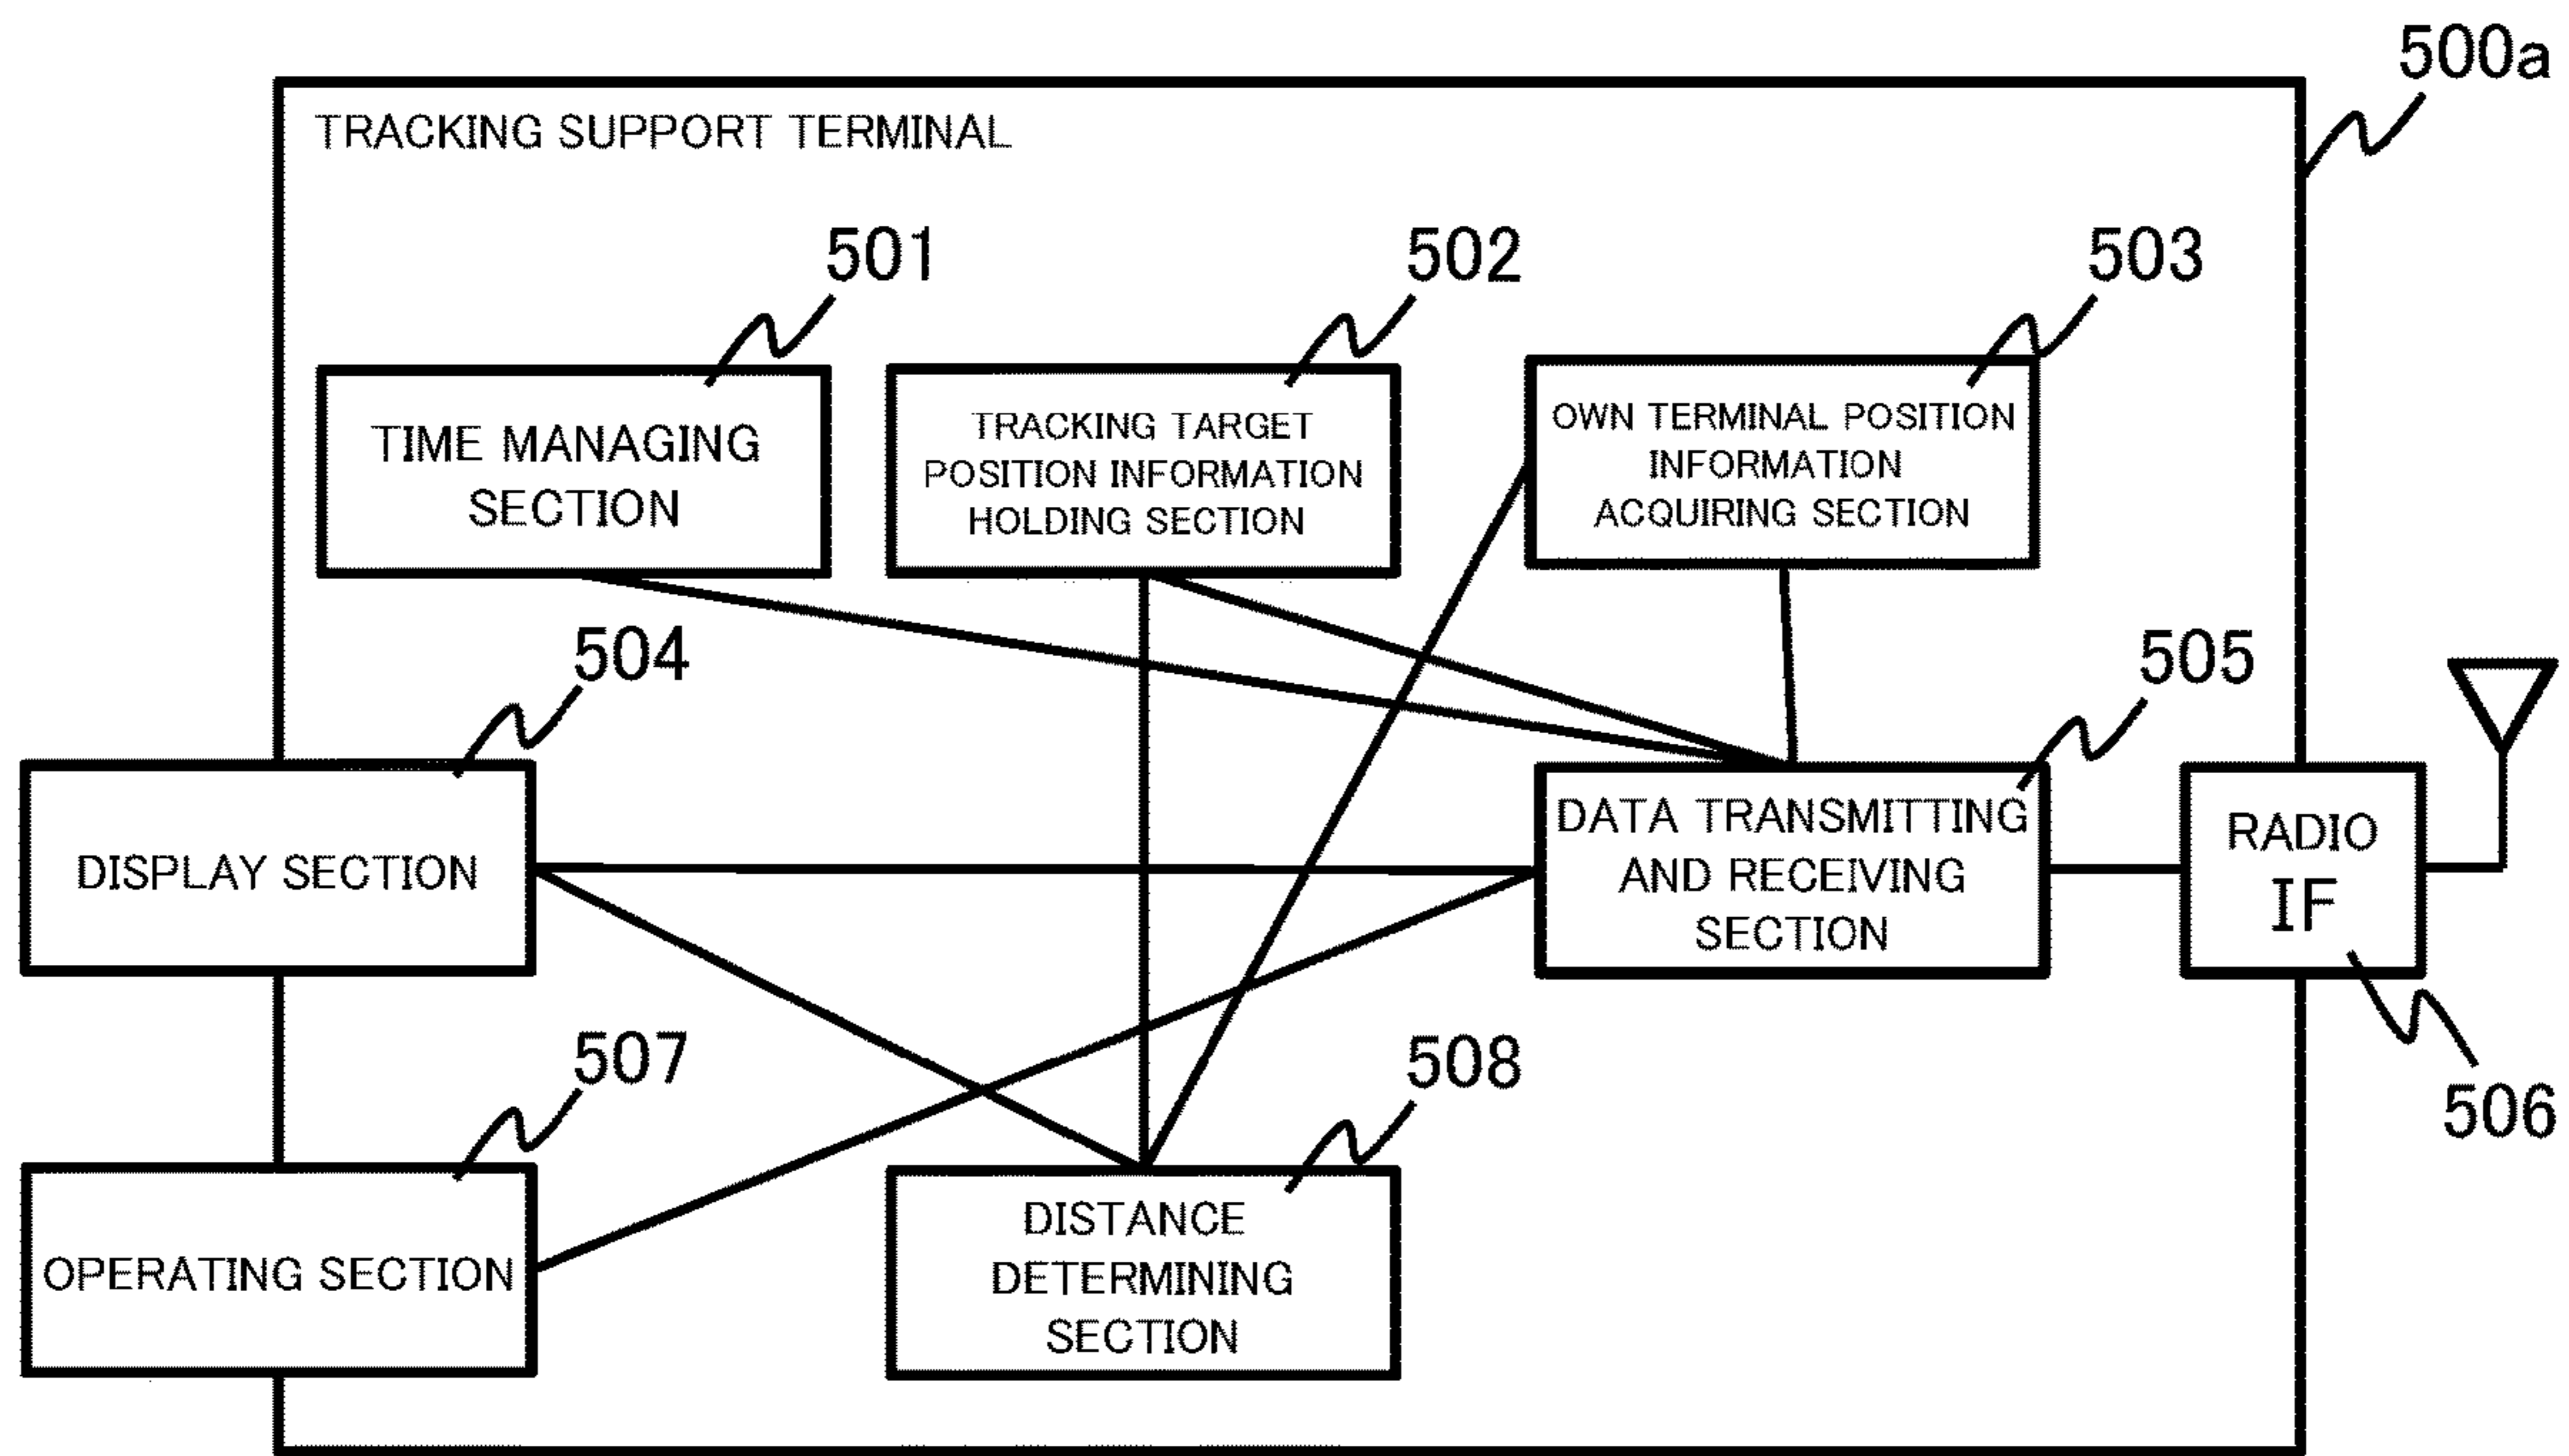 500a
TRACKING SUPPORT TERMINAL
501
502
503
TIME MANAGING
SECTION
TRACKING TARGET
POSITION INFORMATION
HOLDING SECTION
OWN TERMINAL POSITION
INFORMATION
ACQUIRING SECTION
504
505
DISPLAY SECTION
DATA TRANSMITTING
AND RECEIVING
SECTION
RADIO
IF
506
507
508
OPERATING SECTION
DISTANCE
DETERMINING
SECTION